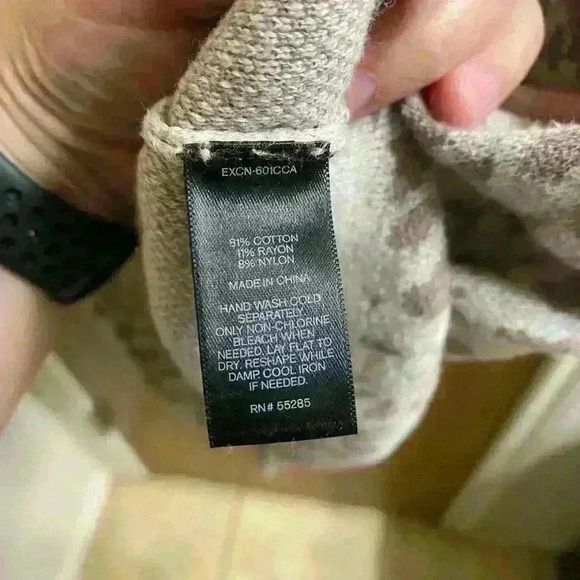 EXCN-601CCA
81% COTTON
11% RAYON
8% NYLON
MADE IN CHINA
HAND WASH COLD
SEPARATELY.
ONLY NON-CHLORINE
BLEACH WHEN
NEEDED. LAY FLAT TO
DRY. RESHAPE WHILE
DAMP. COOL IRON
IF NEEDED.
RN# 55285